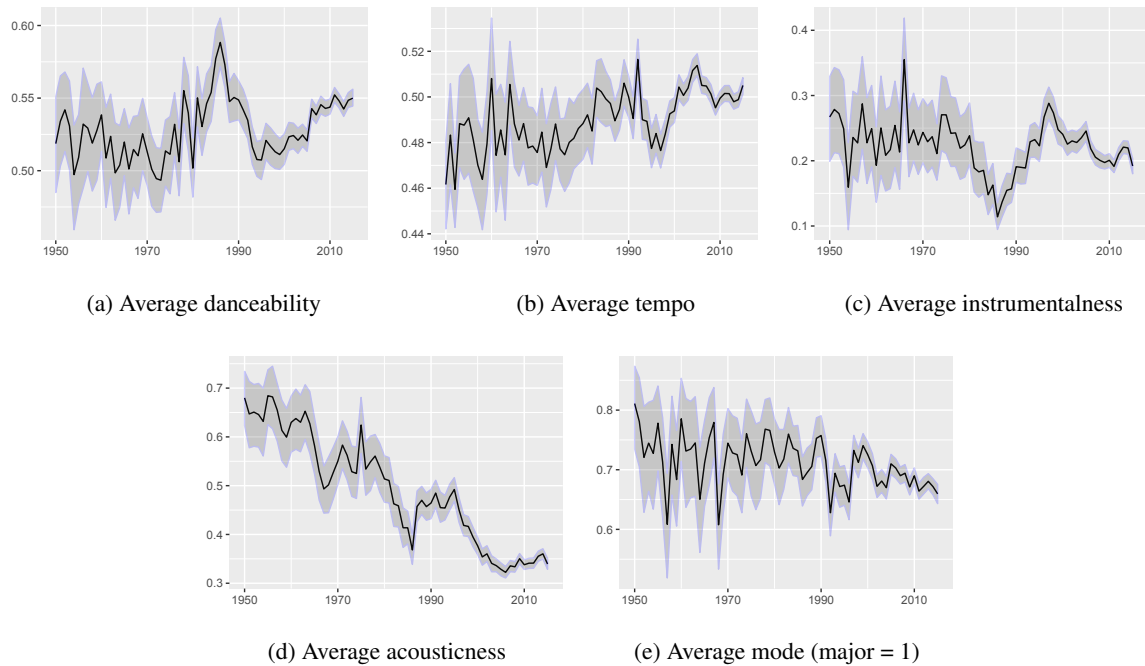 0.60
0.55
0.50
1950 1970 1990 2010
(a) Average danceability
0.52
0.50
0.48
0.46
0.44
1950 1970 1990 2010
(b) Average tempo
0.4
0.3
0.2
0.1
1950 1970 1990 2010
(c) Average instrumentalness
0.7
0.6
0.5
0.4
0.3
1950 1970 1990 2010
(d) Average acousticness
0.8
0.7
0.6
1950 1970 1990 2010
(e) Average mode (major = 1)